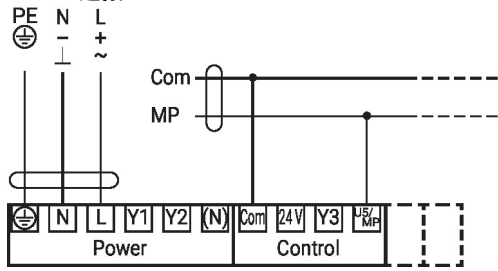 PE N L
− +
⊥ ~
Com
MP
N L Y1 Y2 (N) Com 24V Y3 U5/MP
Power Control